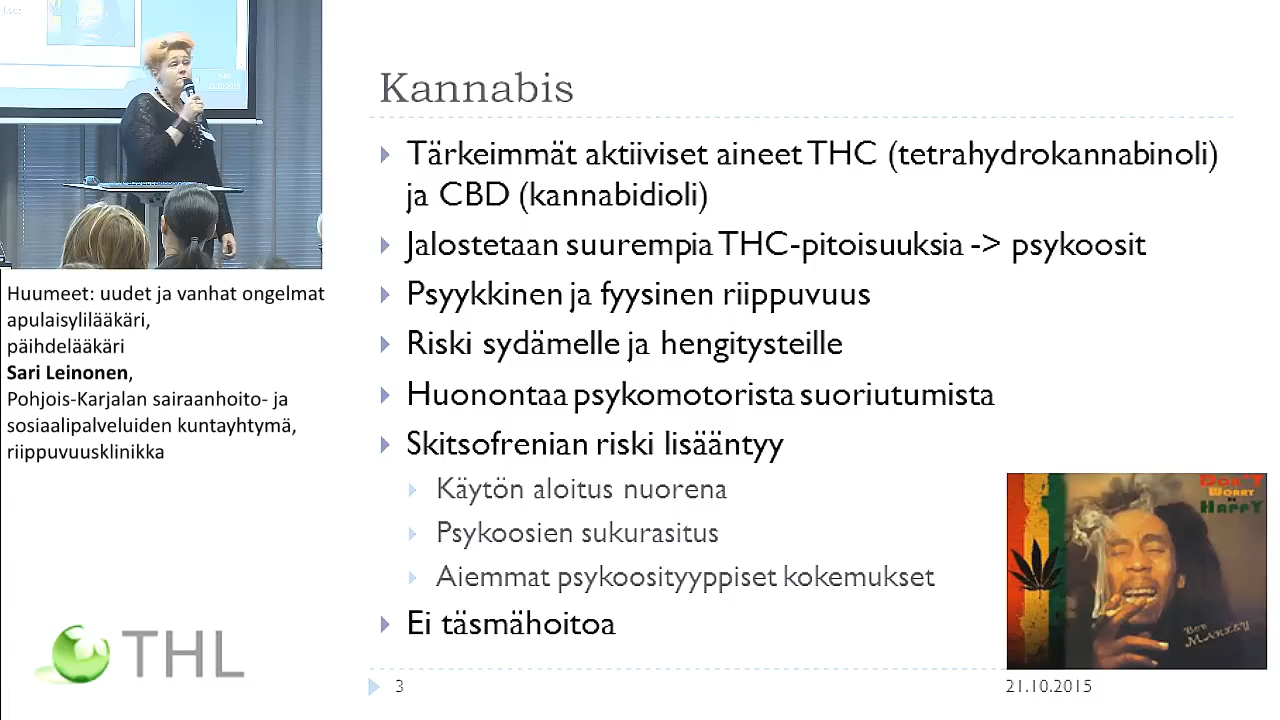 Kannabis
Tärkeimmät aktiiviset aineet THC (tetrahydrokannabinoli)
ja CBD (kannabidioli)
Jalostetaan suurempia THC-pitoisuuksia -> psykoosit
Psyykkinen ja fyysinen riippuvuus
Riski sydämelle ja hengitysteille
Huonontaa psykomotorista suoriutumista
Skitsofrenian riski lisääntyy
Käytön aloitus nuorena
Psykoosien sukurasitus
Aiemmat psykoosityyppiset kokemukset
Ei täsmähoitoa
3
21.10.2015
DON'T
WORRY
BE
HAPPY
BOB
MARLEY
Huumeet: uudet ja vanhat ongelmat
apulaisylilääkäri,
päihdelääkäri
Sari Leinonen,
Pohjois-Karjalan sairaanhoito- ja
sosiaalipalveluiden kuntayhtymä,
riippuvuusklinikka
THL